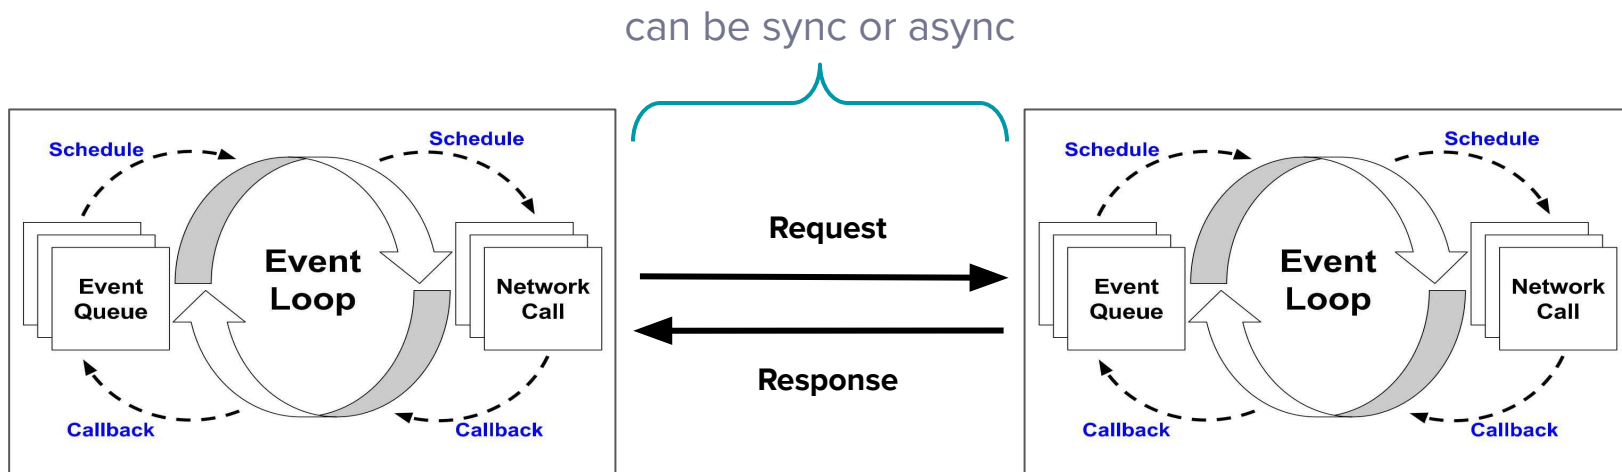 can be sync or async
Schedule
Schedule
Event
Loop
Event
Queue
Network
Call
Callback
Callback
Request
Response
Schedule
Schedule
Event
Loop
Event
Queue
Network
Call
Callback
Callback